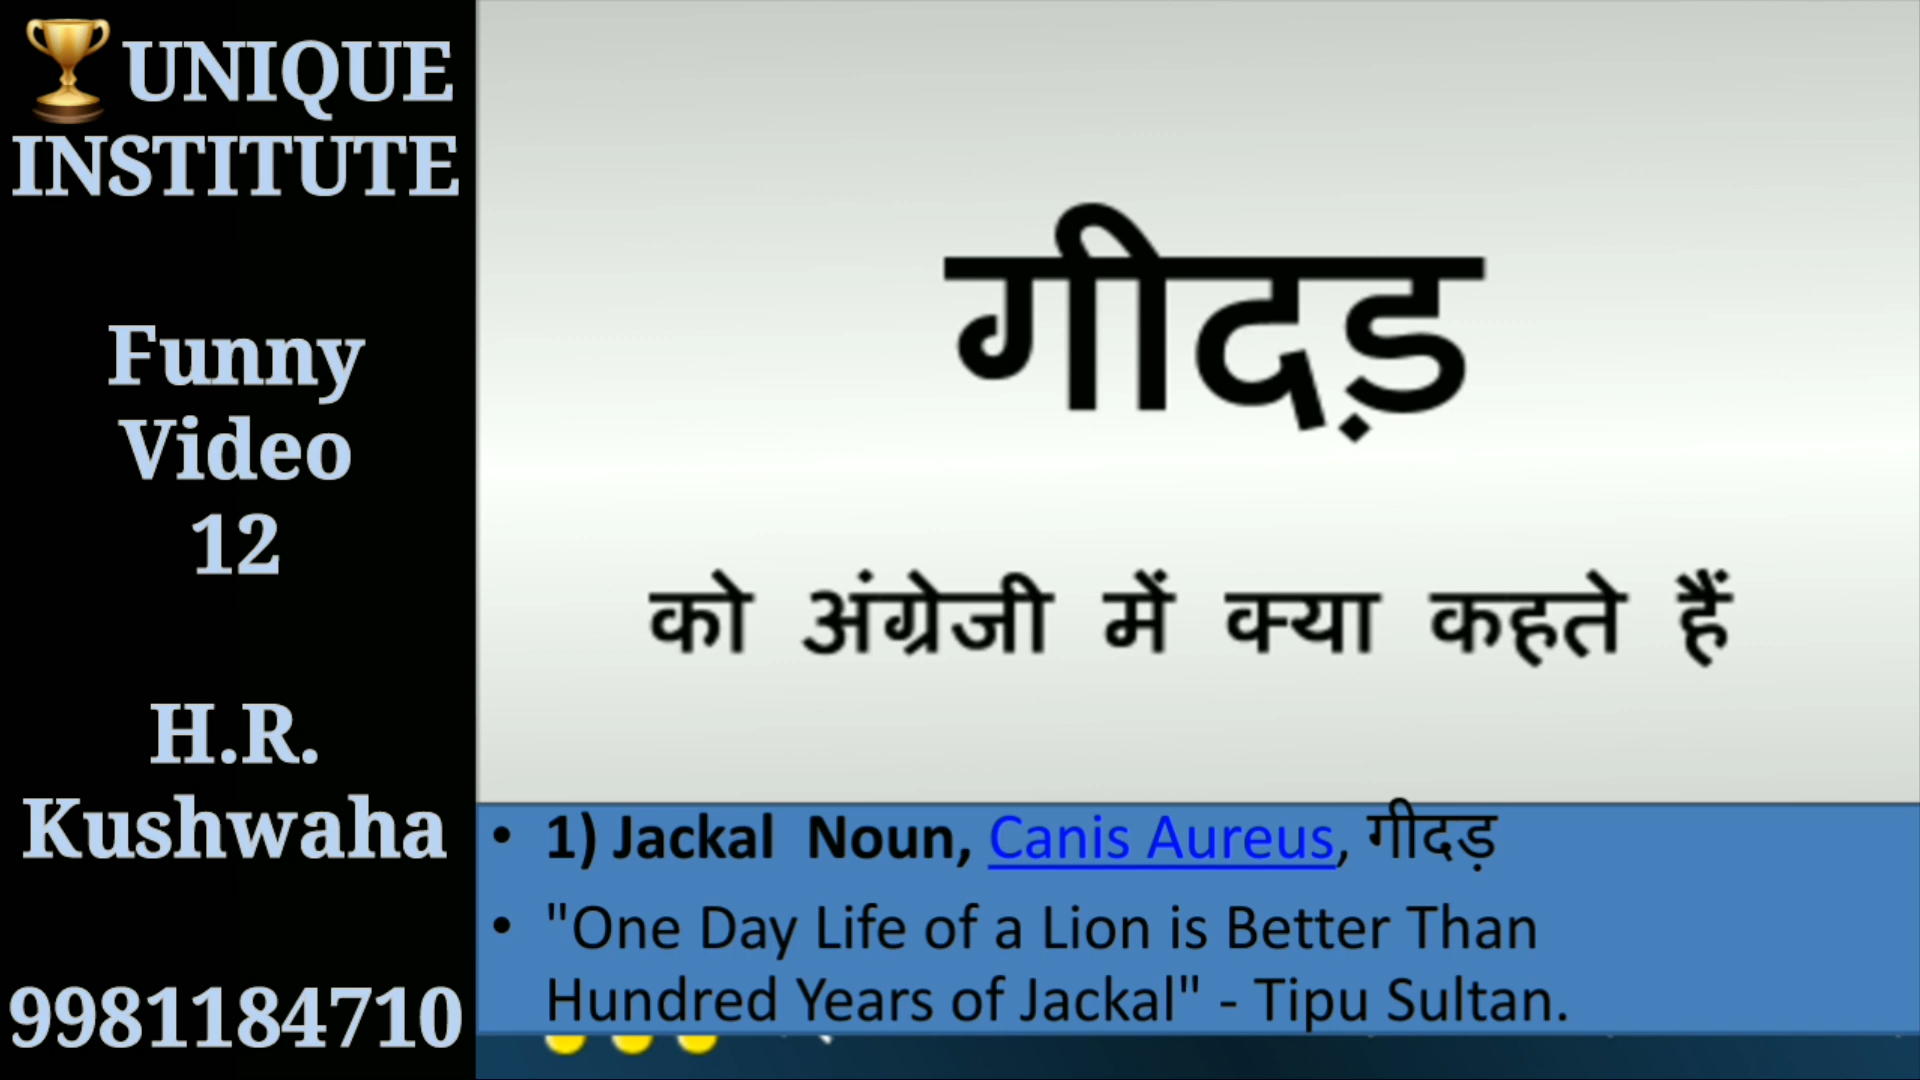 UNIQUE
INSTITUTE
Funny
Video
12
H.R.
Kushwaha
9981184710
गीदड़
को अंग्रेजी में क्या कहते हैं
• 1) Jackal Noun, Canis Aureus, गीदड़
• "One Day Life of a Lion is Better Than
Hundred Years of Jackal" - Tipu Sultan.